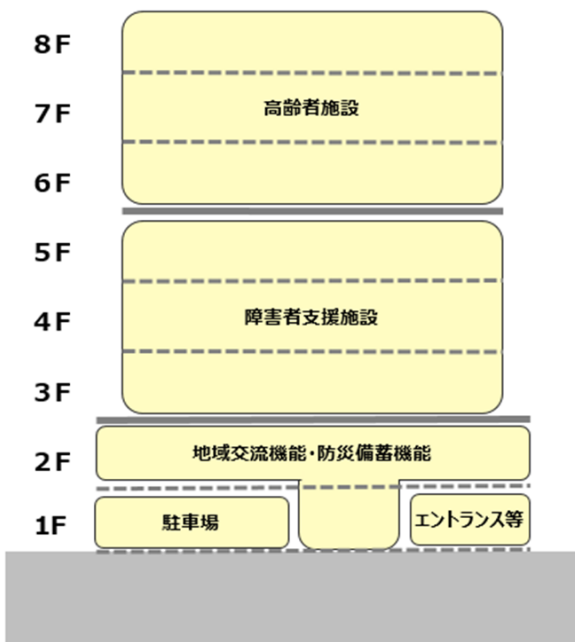 8F
7F
高齢者施設
6F
5F
4F
障害者支援施設
3F
2F
地域交流機能・防災備蓄機能
1F
駐車場
エントランス等